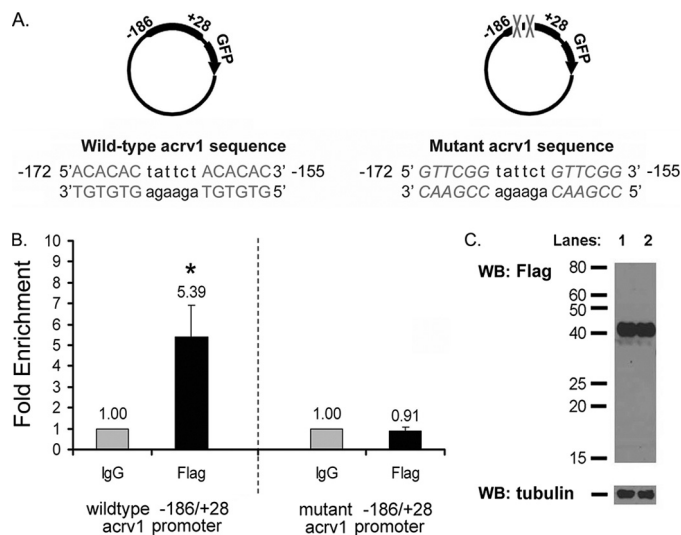 A.
-186 +28 GFP
-186 +28 GFP
Wild-type acrv1 sequence
-172 5'ACACAC tattct ACACAC3' -155
3'TGTGTG agaaga TGTGTG5'
Mutant acrv1 sequence
-172 5' GTTCGG tattct GTTCGG 3' -155
3' CAAGCC agaaga CAAGCC 5'
B.
Fold Enrichment
10
9
8
7
6
5
4
3
2
1
0
1.00
*
5.39
1.00
0.91
IgG Flag IgG Flag
wildtype -186/+28
acrv1 promoter
mutant -186/+28
acrv1 promoter
C.
Lanes: 1 2
WB: Flag
80
60
50
40
25
20
15
WB: tubulin